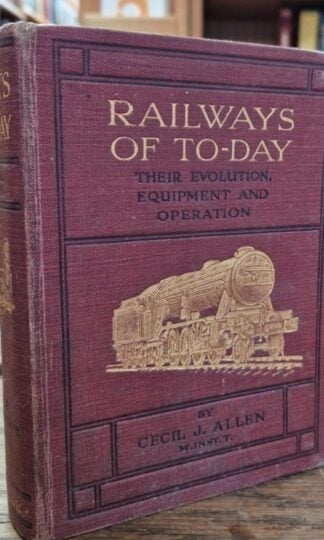 RAILWAYS
OF TO-DAY
THEIR EVOLUTION,
EQUIPMENT AND
OPERATION
BY
CECIL J. ALLEN
M. INST. T.